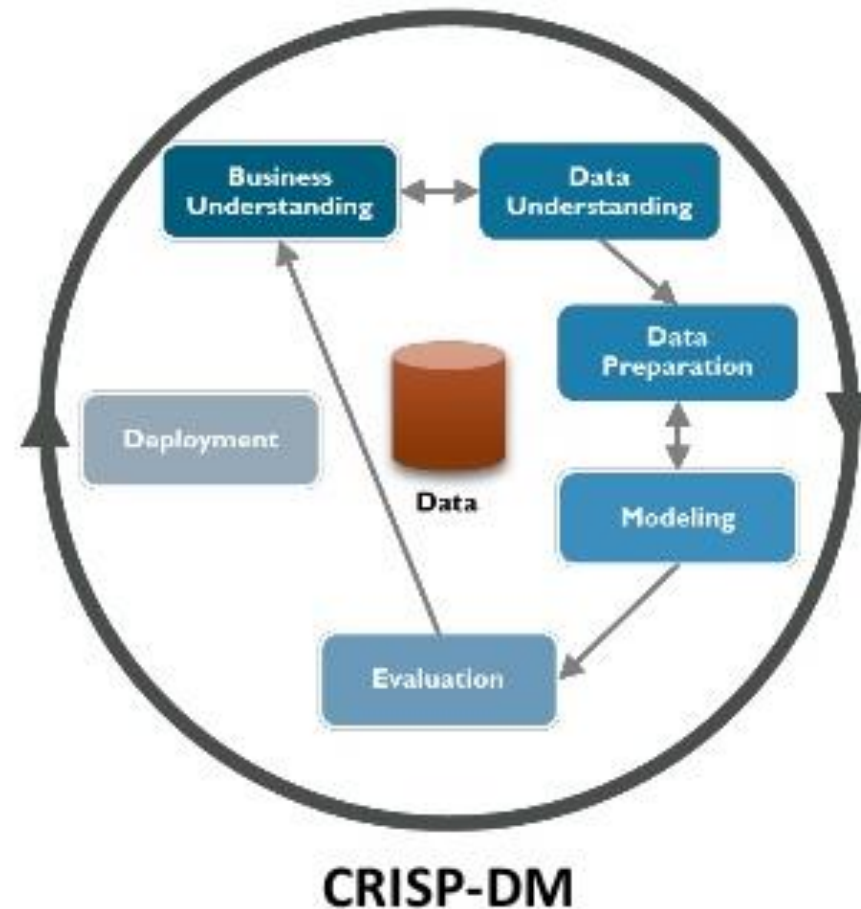 Business
Understanding
Data
Understanding
Data
Preparation
Deployment
Data
Modeling
Evaluation
CRISP-DM